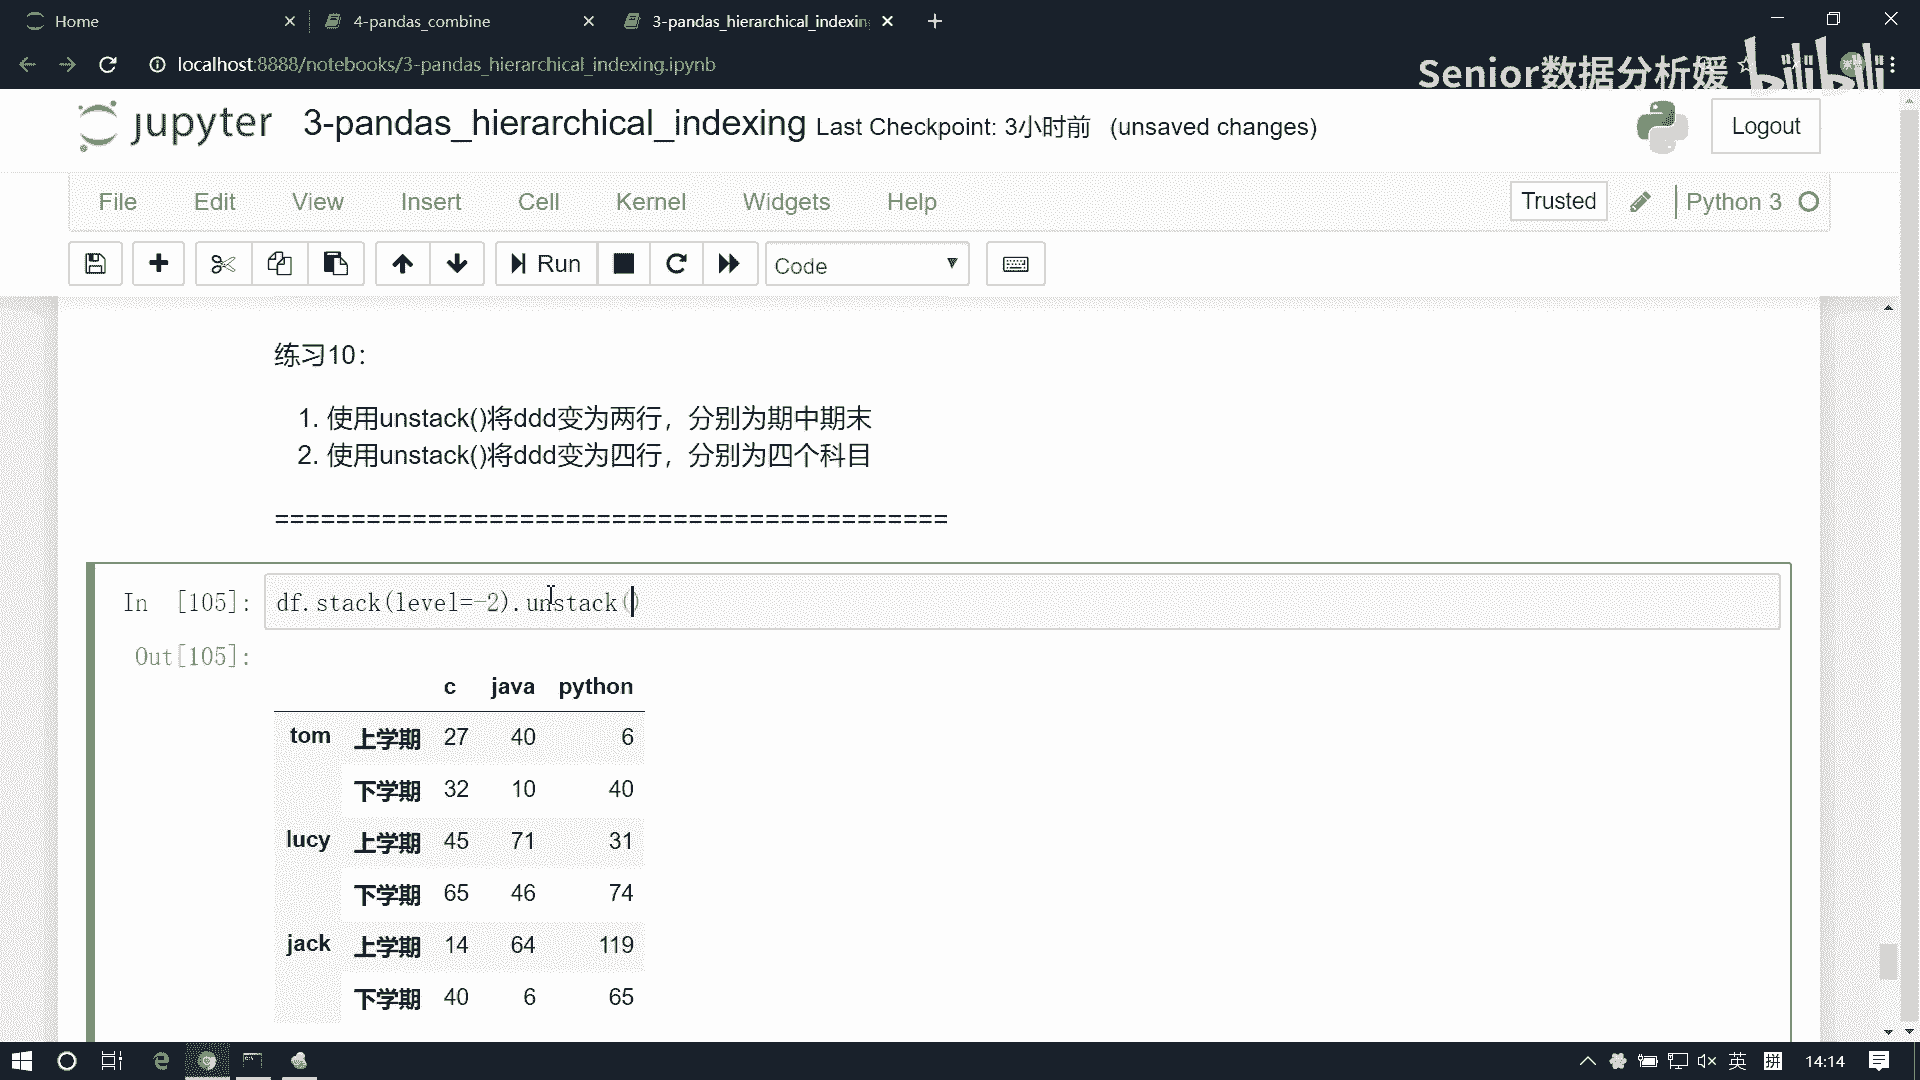 Home
4-pandas_combine
3-pandas_hierarchical_indexin
localhost:8888/notebooks/3-pandas_hierarchical_indexing.ipynb
Senior数据分析媛 bilibili
jupyter 3-pandas_hierarchical_indexing Last Checkpoint: 3小时前 (unsaved changes)
Logout
File Edit View Insert Cell Kernel Widgets Help
Trusted Python 3
Run Code
练习10：
1. 使用unstack()将ddd变为两行，分别为期中期末
2. 使用unstack()将ddd变为四行，分别为四个科目
============================================
In [105]: df.stack(level=-2).unstack()
Out[105]:
c java python
tom 上学期 27 40 6
下学期 32 10 40
lucy 上学期 45 71 31
下学期 65 46 74
jack 上学期 14 64 119
下学期 40 6 65
英 拼 14:14